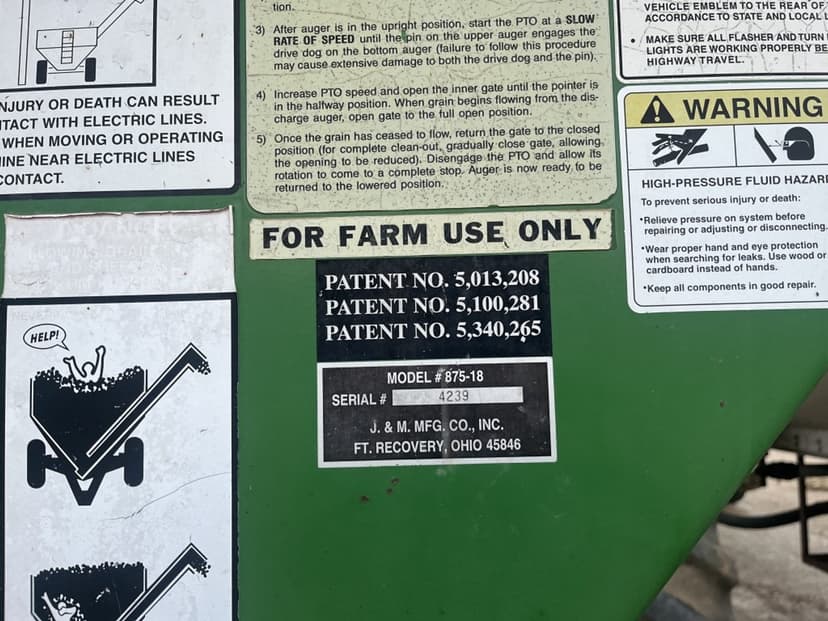 tion.
3) After auger is in the upright position, start the PTO at a SLOW
RATE OF SPEED until the pin on the upper auger engages the
drive dog on the bottom auger (failure to follow this procedure
may cause extensive damage to both the drive dog and the pin).
4) Increase PTO speed and open the inner gate until the pointer is
in the halfway position. When grain begins flowing from the dis-
charge auger, open gate to the full open position.
5) Once the grain has ceased to flow, return the gate to the closed
position (for complete clean-out, gradually close gate, allowing
the opening to be reduced). Disengage the PTO and allow its
rotation to come to a complete stop. Auger is now ready to be
returned to the lowered position.
NJURY OR DEATH CAN RESULT
TACT WITH ELECTRIC LINES.
WHEN MOVING OR OPERATING
INE NEAR ELECTRIC LINES
CONTACT.
VEHICLE EMBLEM TO THE REAR OF
ACCORDANCE TO STATE AND LOCAL
• MAKE SURE ALL FLASHER AND TURN
LIGHTS ARE WORKING PROPERLY BE
HIGHWAY TRAVEL.
WARNING
HIGH-PRESSURE FLUID HAZAR
To prevent serious injury or death:
•Relieve pressure on system before
repairing or adjusting or disconnecting.
•Wear proper hand and eye protection
when searching for leaks. Use wood or
cardboard instead of hands.
•Keep all components in good repair.
FOR FARM USE ONLY
PATENT NO. 5,013,208
PATENT NO. 5,100,281
PATENT NO. 5,340,265
MODEL # 875-18
SERIAL # 4239
J. & M. MFG. CO., INC.
FT. RECOVERY, OHIO 45846
HELP!